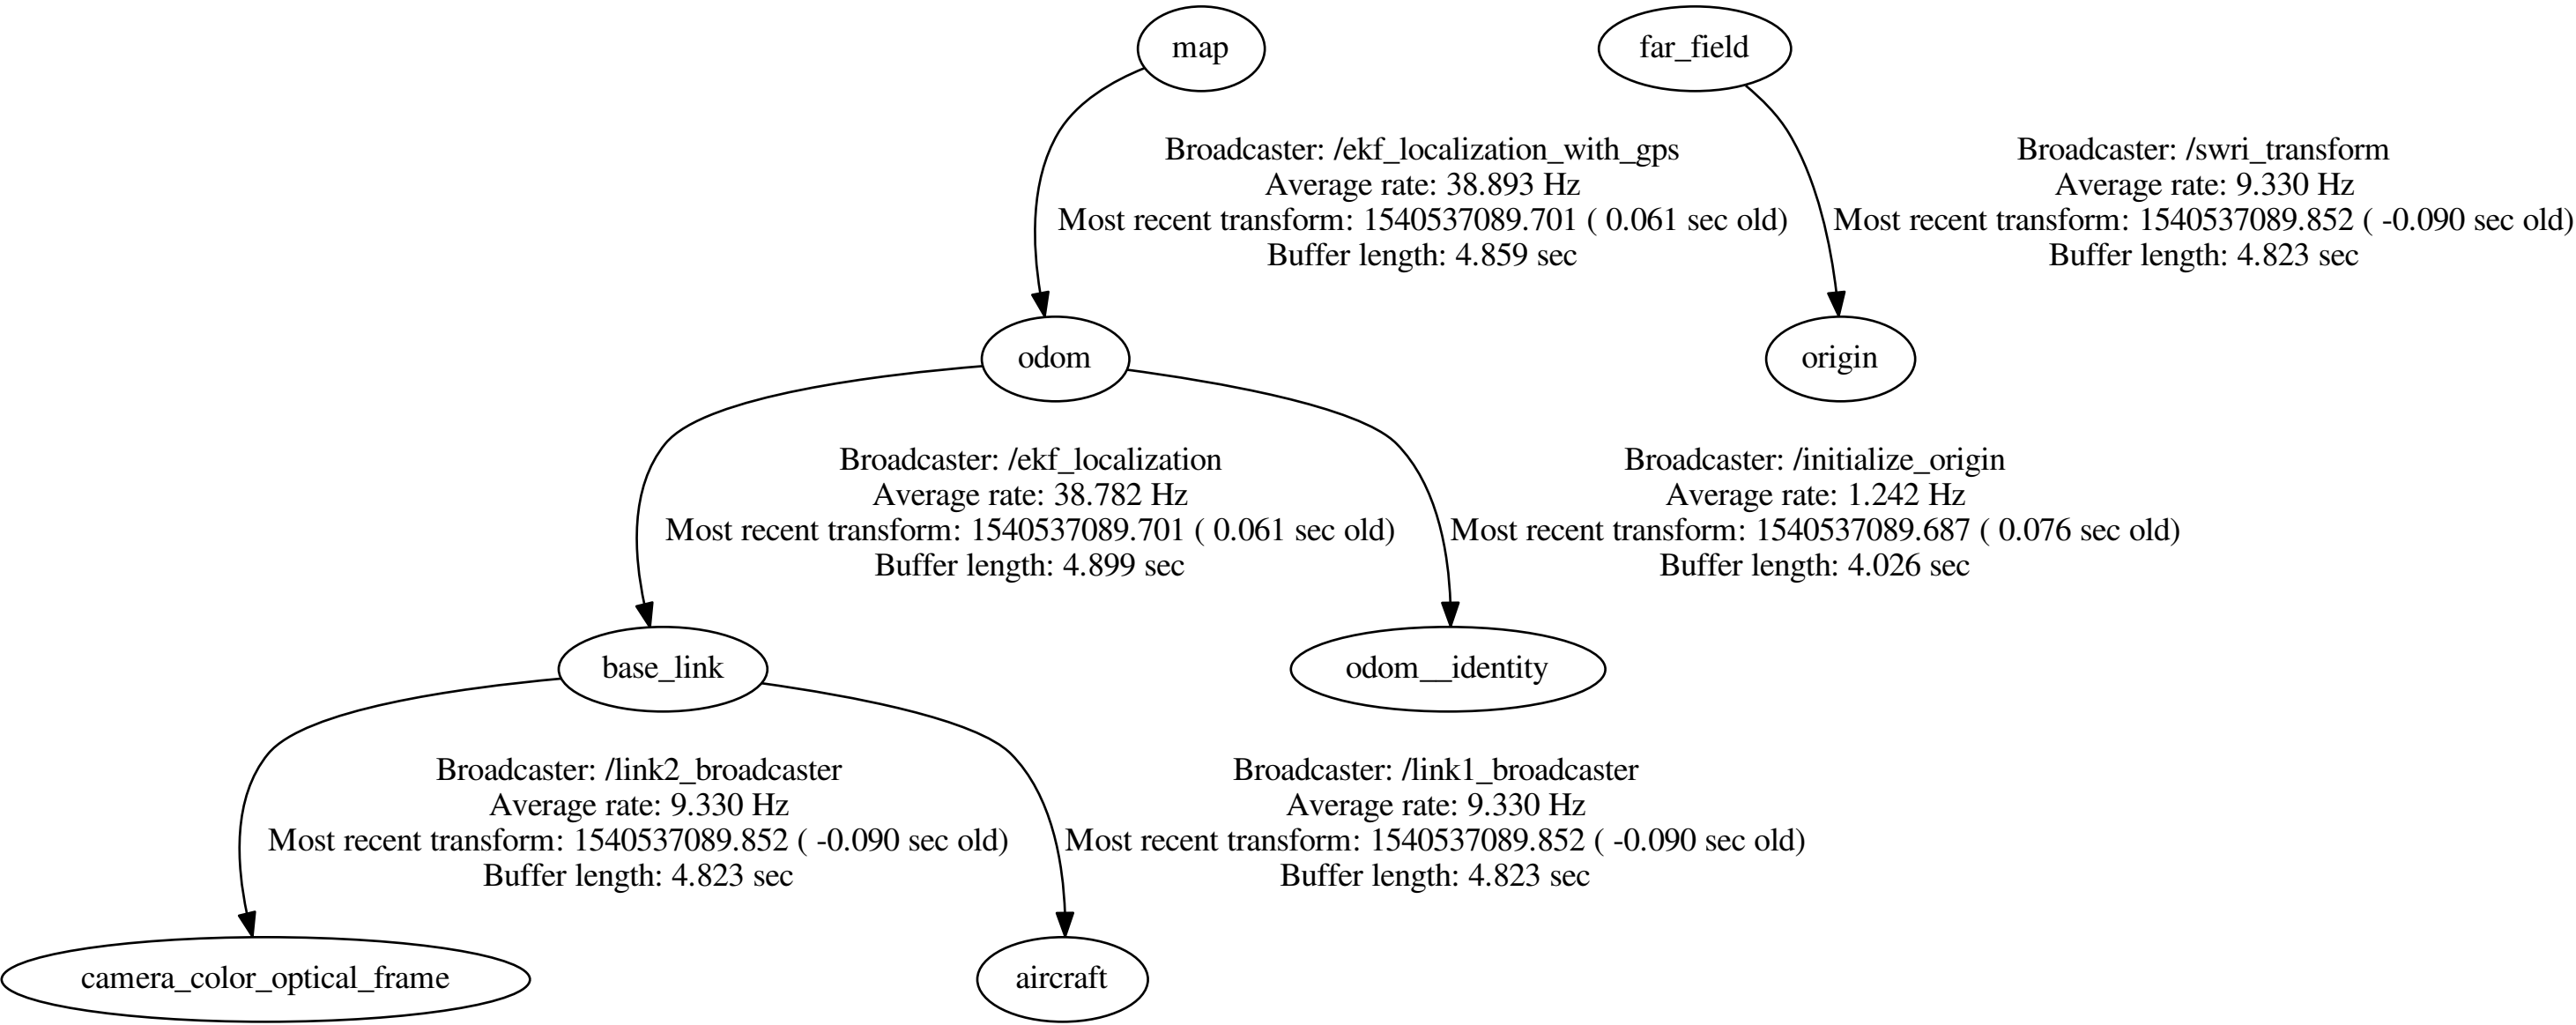 map
far_field
Broadcaster: /ekf_localization_with_gps
Average rate: 38.893 Hz
Most recent transform: 1540537089.701 ( 0.061 sec old)
Buffer length: 4.859 sec
Broadcaster: /swri_transform
Average rate: 9.330 Hz
Most recent transform: 1540537089.852 ( -0.090 sec old)
Buffer length: 4.823 sec
odom
origin
Broadcaster: /ekf_localization
Average rate: 38.782 Hz
Most recent transform: 1540537089.701 ( 0.061 sec old)
Buffer length: 4.899 sec
Broadcaster: /initialize_origin
Average rate: 1.242 Hz
Most recent transform: 1540537089.687 ( 0.076 sec old)
Buffer length: 4.026 sec
base_link
odom__identity
Broadcaster: /link2_broadcaster
Average rate: 9.330 Hz
Most recent transform: 1540537089.852 ( -0.090 sec old)
Buffer length: 4.823 sec
Broadcaster: /link1_broadcaster
Average rate: 9.330 Hz
Most recent transform: 1540537089.852 ( -0.090 sec old)
Buffer length: 4.823 sec
camera_color_optical_frame
aircraft